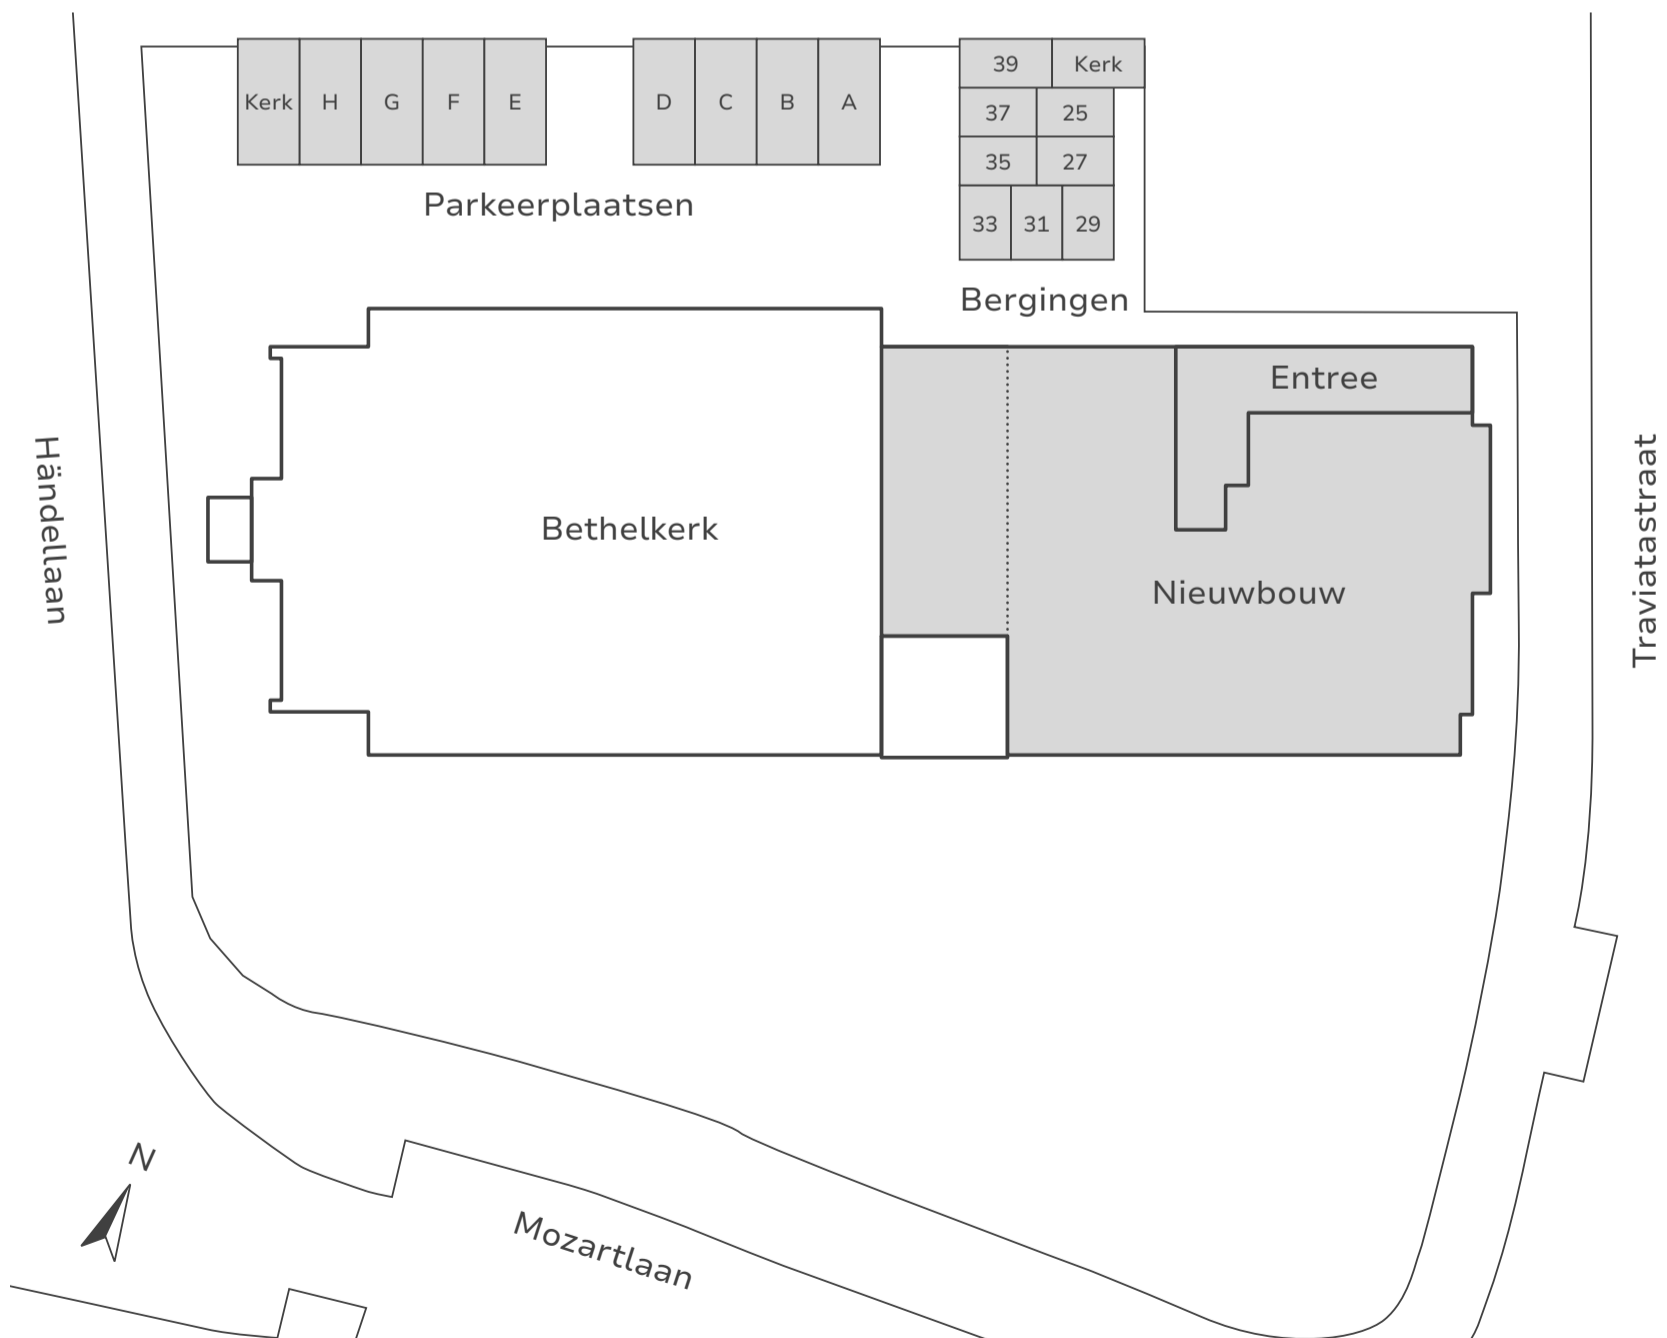 Kerk H G F E D C B A
39 Kerk
37 25
35 27
33 31 29
Parkeerplaatsen
Bergingen
Entree
Händellaan
Bethelkerk
Nieuwbouw
Traviatastraat
N
Mozartlaan